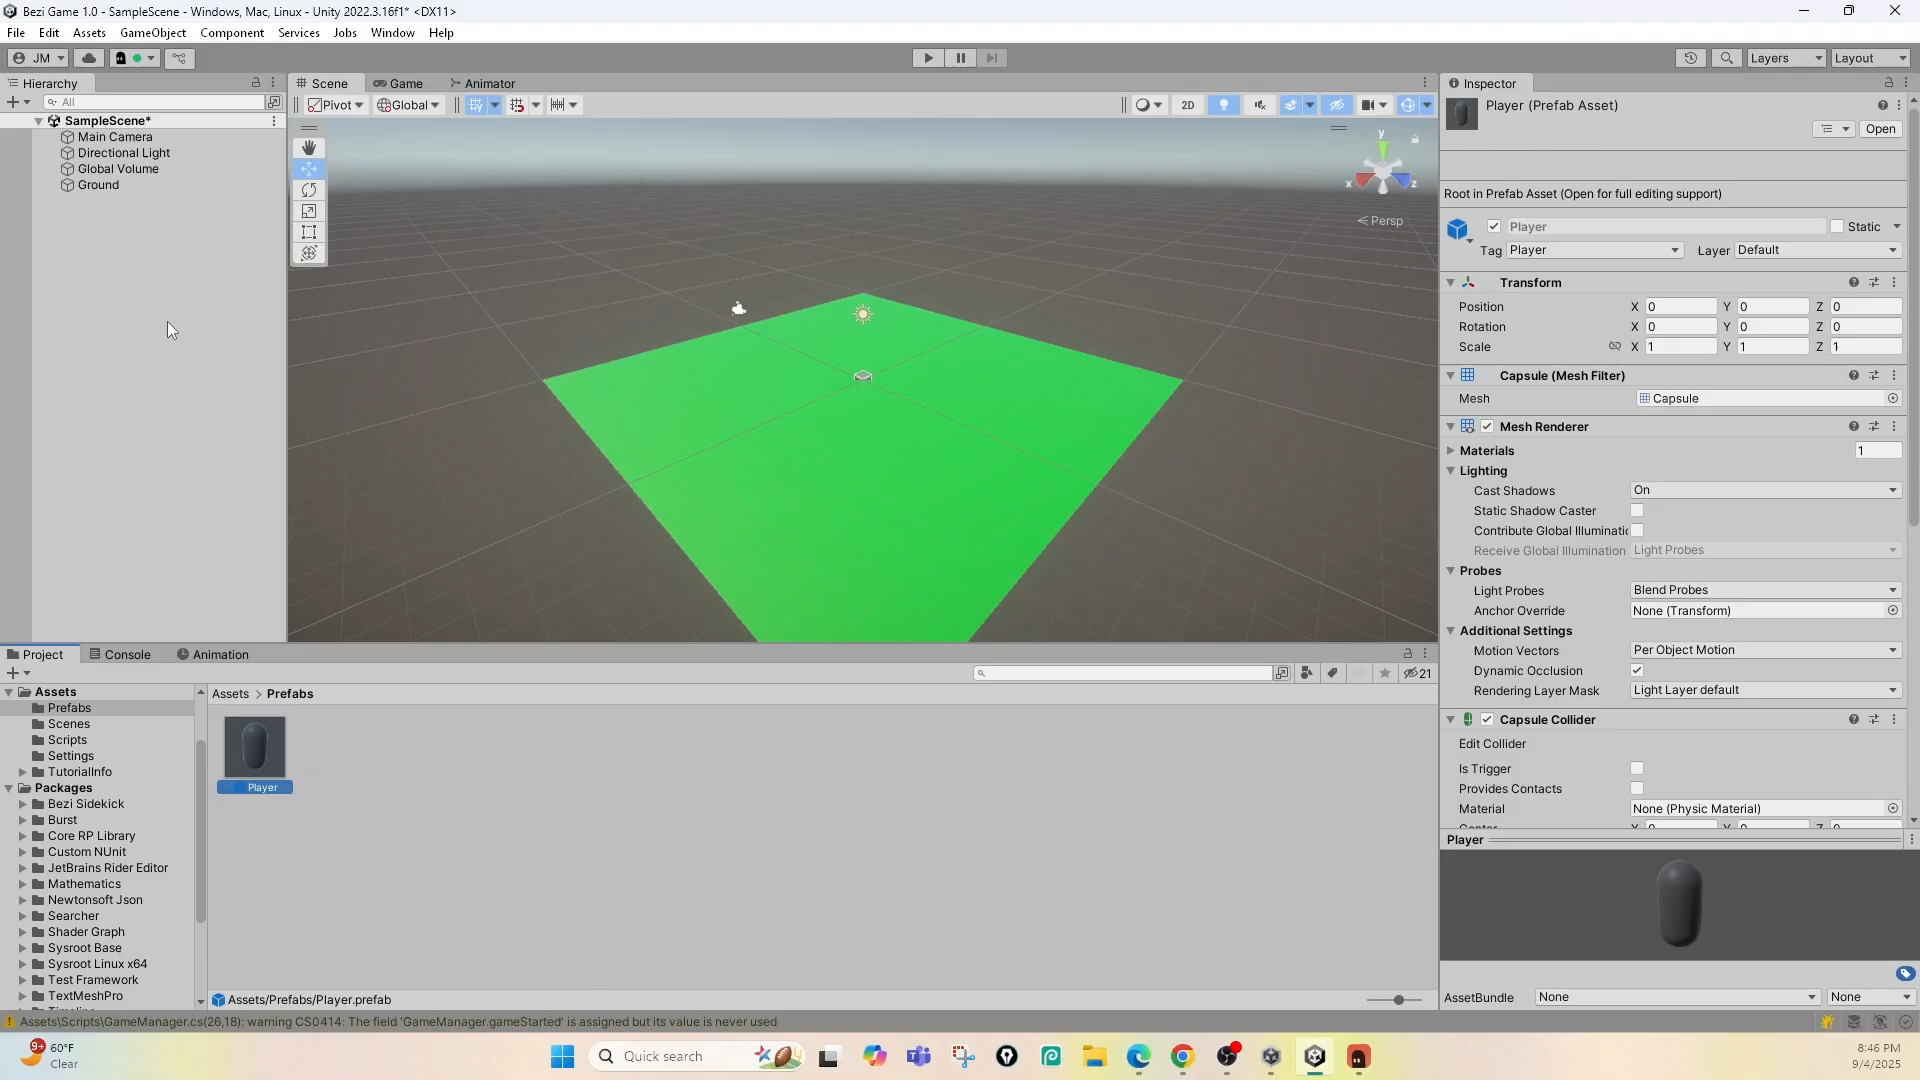 Bezi Game 1.0 - SampleScene - Windows, Mac, Linux - Unity 2022.3.16f1* <DX11>
File Edit Assets GameObject Component Services Jobs Window Help
JM Layers Layout
Hierarchy
All
SampleScene*
Main Camera
Directional Light
Global Volume
Ground
Scene Game Animator
Pivot Global 2D
y
x z
Persp
Inspector
Player (Prefab Asset)
Open
Root in Prefab Asset (Open for full editing support)
Player Static
Tag Player Layer Default
Transform
Position X 0 Y 0 Z 0
Rotation X 0 Y 0 Z 0
Scale X 1 Y 1 Z 1
Capsule (Mesh Filter)
Mesh Capsule
Mesh Renderer
Materials 1
Lighting
Cast Shadows On
Static Shadow Caster
Contribute Global Illuminatic
Receive Global Illumination Light Probes
Probes
Light Probes Blend Probes
Anchor Override None (Transform)
Additional Settings
Motion Vectors Per Object Motion
Dynamic Occlusion
Rendering Layer Mask Light Layer default
Capsule Collider
Edit Collider
Is Trigger
Provides Contacts
Material None (Physic Material)
Player
AssetBundle None None
Project Console Animation
21
Assets
Prefabs
Scenes
Scripts
Settings
TutorialInfo
Packages
Bezi Sidekick
Burst
Core RP Library
Custom NUnit
JetBrains Rider Editor
Mathematics
Newtonsoft Json
Searcher
Shader Graph
Sysroot Base
Sysroot Linux x64
Test Framework
TextMeshPro
Assets > Prefabs
Player
Assets/Prefabs/Player.prefab
Assets\Scripts\GameManager.cs(26,18): warning CS0414: The field 'GameManager.gameStarted' is assigned but its value is never used
9+ 60°F
Clear
Quick search
8:46 PM
9/4/2025